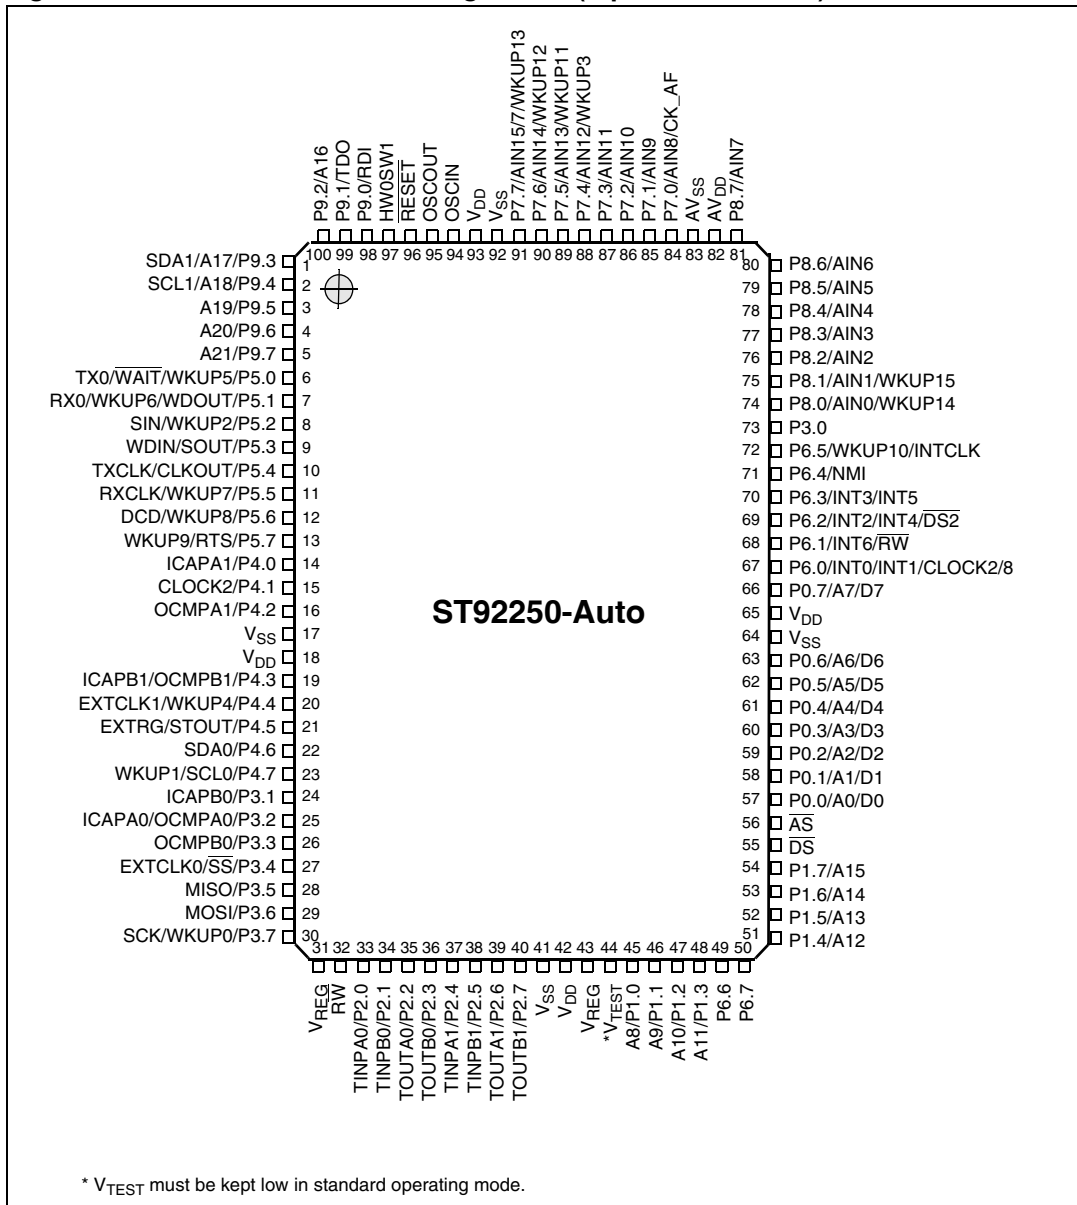 P9.2/A16
P9.1/TDO
P9.0/RDI
HW0SW1
RESET
OSCOUT
OSCIN
VDD
VSS
P7.7/AIN15/7/WKUP13
P7.6/AIN14/WKUP12
P7.5/AIN13/WKUP11
P7.4/AIN12/WKUP3
P7.3/AIN11
P7.2/AIN10
P7.1/AIN9
P7.0/AIN8/CK_AF
AVSS
AVDD
P8.7/AIN7
100 99 98 97 96 95 94 93 92 91 90 89 88 87 86 85 84 83 82 81
SDA1/A17/P9.3 1
SCL1/A18/P9.4 2
A19/P9.5 3
A20/P9.6 4
A21/P9.7 5
TX0/WAIT/WKUP5/P5.0 6
RX0/WKUP6/WDOUT/P5.1 7
SIN/WKUP2/P5.2 8
WDIN/SOUT/P5.3 9
TXCLK/CLKOUT/P5.4 10
RXCLK/WKUP7/P5.5 11
DCD/WKUP8/P5.6 12
WKUP9/RTS/P5.7 13
ICAPA1/P4.0 14
CLOCK2/P4.1 15
OCMPA1/P4.2 16
VSS 17
VDD 18
ICAPB1/OCMPB1/P4.3 19
EXTCLK1/WKUP4/P4.4 20
EXTRG/STOUT/P4.5 21
SDA0/P4.6 22
WKUP1/SCL0/P4.7 23
ICAPB0/P3.1 24
ICAPA0/OCMPA0/P3.2 25
OCMPB0/P3.3 26
EXTCLK0/SS/P3.4 27
MISO/P3.5 28
MOSI/P3.6 29
SCK/WKUP0/P3.7 30
ST92250-Auto
80 P8.6/AIN6
79 P8.5/AIN5
78 P8.4/AIN4
77 P8.3/AIN3
76 P8.2/AIN2
75 P8.1/AIN1/WKUP15
74 P8.0/AIN0/WKUP14
73 P3.0
72 P6.5/WKUP10/INTCLK
71 P6.4/NMI
70 P6.3/INT3/INT5
69 P6.2/INT2/INT4/DS2
68 P6.1/INT6/RW
67 P6.0/INT0/INT1/CLOCK2/8
66 P0.7/A7/D7
65 VDD
64 VSS
63 P0.6/A6/D6
62 P0.5/A5/D5
61 P0.4/A4/D4
60 P0.3/A3/D3
59 P0.2/A2/D2
58 P0.1/A1/D1
57 P0.0/A0/D0
56 AS
55 DS
54 P1.7/A15
53 P1.6/A14
52 P1.5/A13
51 P1.4/A12
31 32 33 34 35 36 37 38 39 40 41 42 43 44 45 46 47 48 49 50
VREG
RW
TINPA0/P2.0
TINPB0/P2.1
TOUTA0/P2.2
TOUTB0/P2.3
TINPA1/P2.4
TINPB1/P2.5
TOUTA1/P2.6
TOUTB1/P2.7
VSS
VDD
VREG
*VTEST
A8/P1.0
A9/P1.1
A10/P1.2
A11/P1.3
P6.6
P6.7
* VTEST must be kept low in standard operating mode.